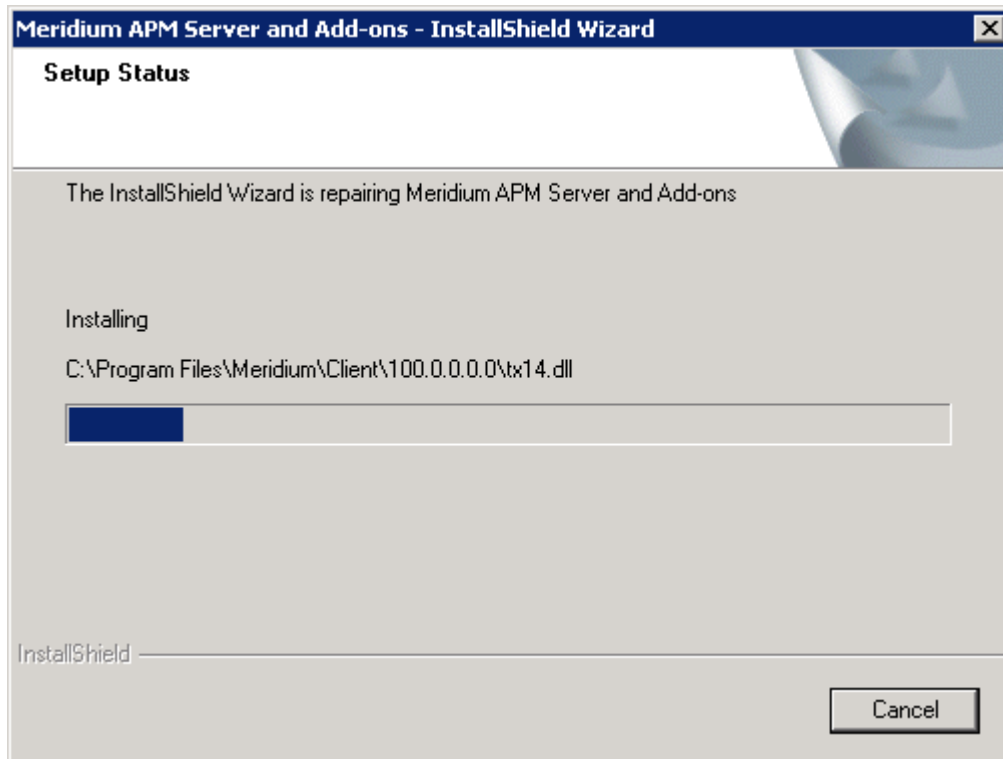 Meridium APM Server and Add-ons - InstallShield Wizard
Setup Status
The InstallShield Wizard is repairing Meridium APM Server and Add-ons
Installing
C:\Program Files\Meridium\Client\100.0.0.0.0\tx14.dll
InstallShield
Cancel